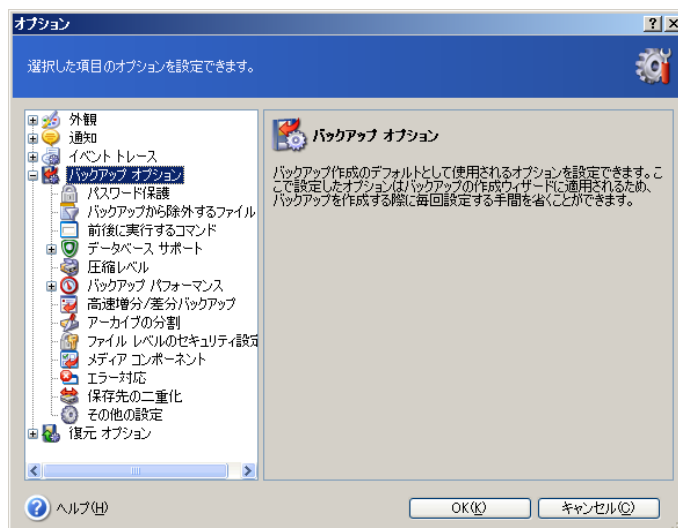 オプション
選択した項目のオプションを設定できます。
外観
通知
イベント トレース
バックアップ オプション
パスワード保護
バックアップから除外するファイル
前後に実行するコマンド
データベース サポート
圧縮レベル
バックアップ パフォーマンス
高速増分/差分バックアップ
アーカイブの分割
ファイル レベルのセキュリティ設定
メディア コンポーネント
エラー対応
保存先の二重化
その他の設定
復元 オプション
バックアップ オプション
バックアップ作成のデフォルトとして使用されるオプションを設定できます。こ
こで設定したオプションはバックアップの作成ウィザードに適用されるため、
バックアップを作成する際に毎回設定する手間を省くことができます。
ヘルプ(H)
OK(K)
キャンセル(C)